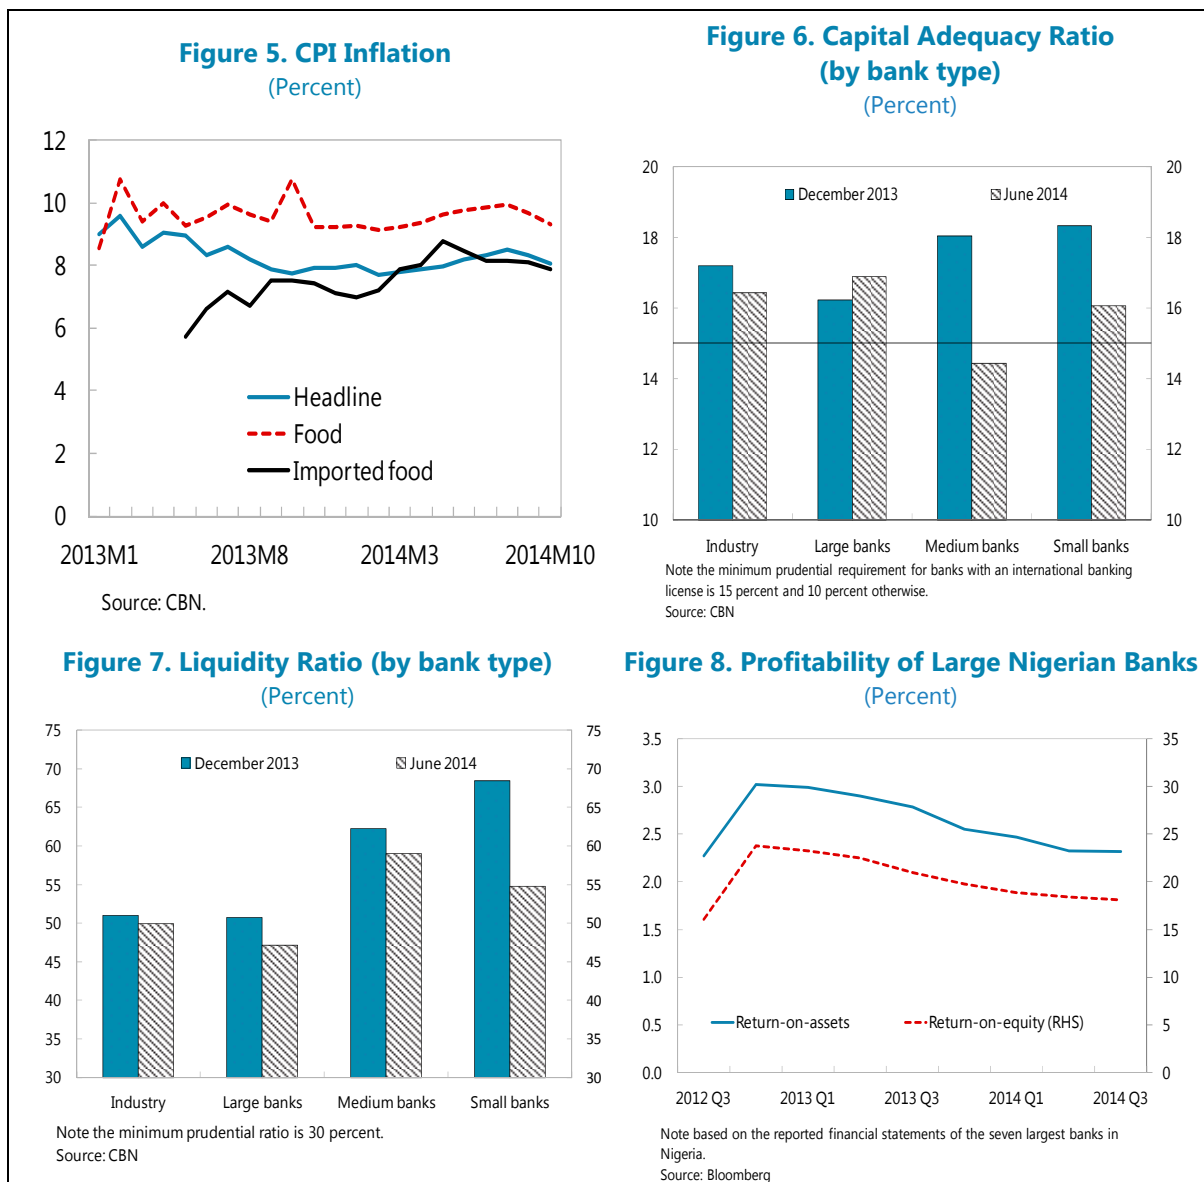 Figure 5. CPI Inflation
(Percent)
12
10
8
6
4
2
0
Headline
Food
Imported food
2013M1 2013M8 2014M3 2014M10
Source: CBN.
Figure 6. Capital Adequacy Ratio
(by bank type)
(Percent)
20 20
December 2013 June 2014
18 18
16 16
14 14
12 12
10 10
Industry Large banks Medium banks Small banks
Note the minimum prudential requirement for banks with an international banking
license is 15 percent and 10 percent otherwise.
Source: CBN
Figure 7. Liquidity Ratio (by bank type)
(Percent)
75 75
December 2013 June 2014
70 70
65 65
60 60
55 55
50 50
45 45
40 40
35 35
30 30
Industry Large banks Medium banks Small banks
Note the minimum prudential ratio is 30 percent.
Source: CBN
Figure 8. Profitability of Large Nigerian Banks
(Percent)
3.5 35
3.0 30
2.5 25
2.0 20
1.5 15
1.0 10
Return-on-assets Return-on-equity (RHS)
0.5 5
0.0 0
2012 Q3 2013 Q1 2013 Q3 2014 Q1 2014 Q3
Note based on the reported financial statements of the seven largest banks in
Nigeria.
Source: Bloomberg